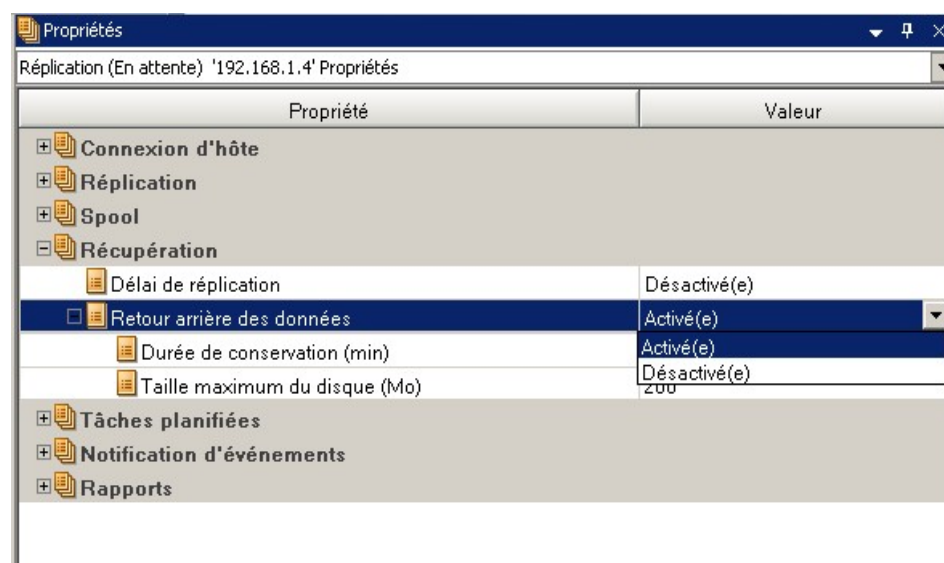 Propriétés
Réplication (En attente) '192.168.1.4' Propriétés
Propriété Valeur
Connexion d'hôte
Réplication
Spool
Récupération
Délai de réplication Désactivé(e)
Retour arrière des données Activé(e)
Activé(e)
Durée de conservation (min)
Désactivé(e)
Taille maximum du disque (Mo) 200
Tâches planifiées
Notification d'événements
Rapports